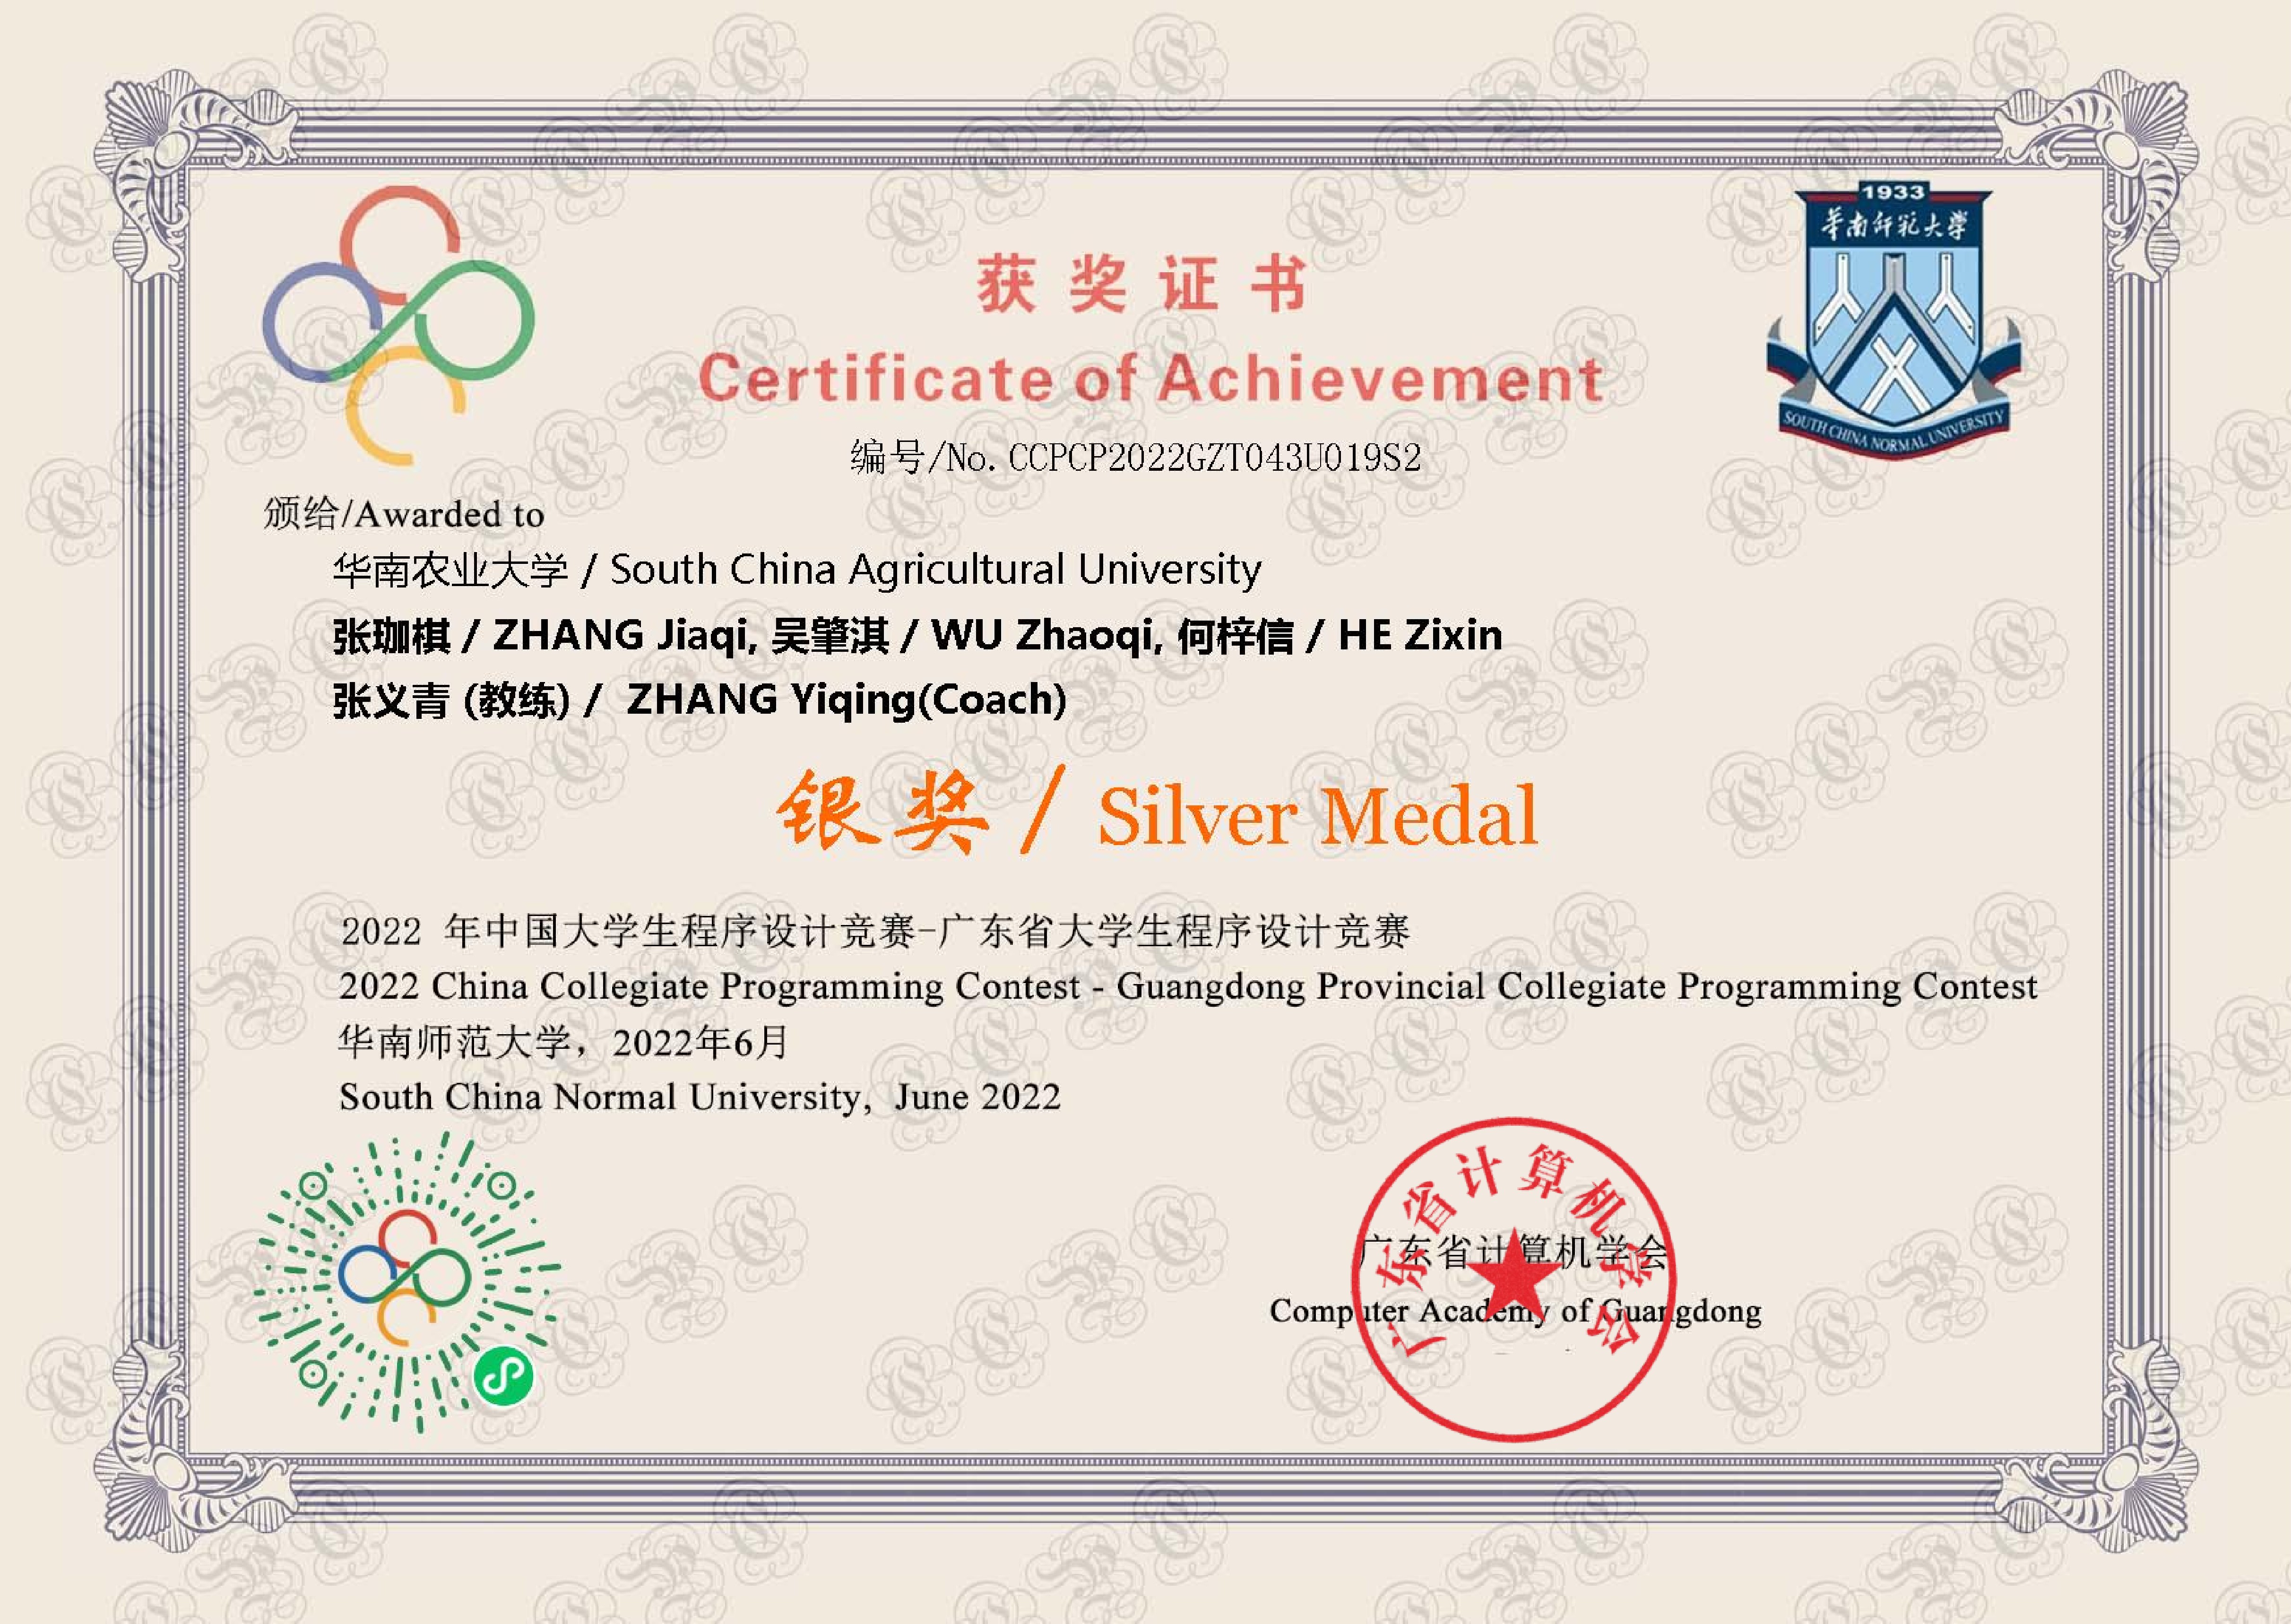 1933
华南师范大学
SOUTH CHINA NORMAL UNIVERSITY
获奖证书
Certificate of Achievement
编号/No. CCPCP2022GZT043U019S2
颁给/Awarded to
华南农业大学 / South China Agricultural University
张珈棋 / ZHANG Jiaqi, 吴肇淇 / WU Zhaoqi, 何梓信 / HE Zixin
张义青 (教练) / ZHANG Yiqing(Coach)
银奖 / Silver Medal
2022 年中国大学生程序设计竞赛-广东省大学生程序设计竞赛
2022 China Collegiate Programming Contest - Guangdong Provincial Collegiate Programming Contest
华南师范大学，2022年6月
South China Normal University, June 2022
广东省计算机学会
广东省计算机学会
Computer Academy of Guangdong